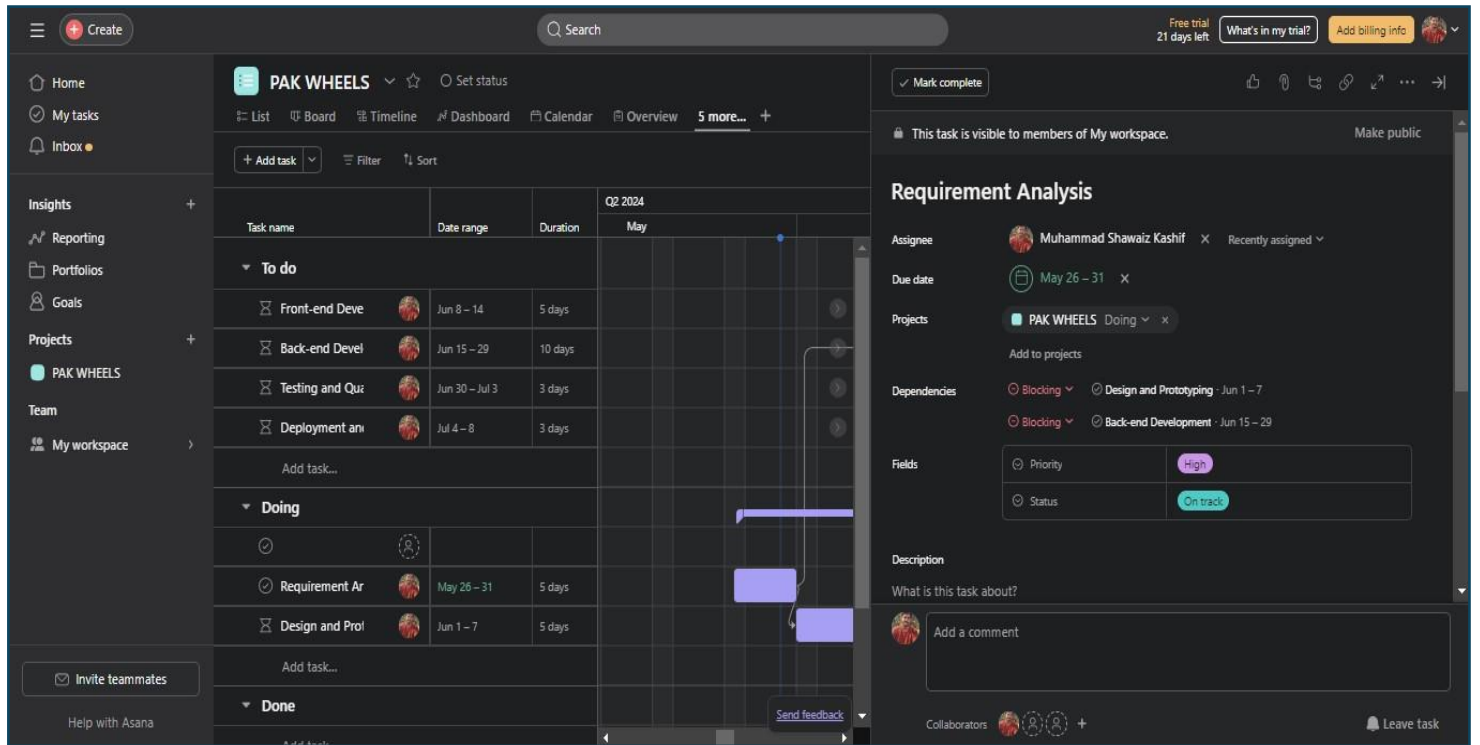 Create
Search
Free trial
21 days left
What's in my trial?
Add billing info
Home
My tasks
Inbox
Insights
Reporting
Portfolios
Goals
Projects
PAK WHEELS
Team
My workspace
Invite teammates
Help with Asana
PAK WHEELS
Set status
List Board Timeline Dashboard Calendar Overview 5 more... +
+ Add task Filter Sort
Q2 2024
Task name Date range Duration May
To do
Front-end Deve Jun 8 – 14 5 days
Back-end Devel Jun 15 – 29 10 days
Testing and Qua Jun 30 – Jul 3 3 days
Deployment an Jul 4 – 8 3 days
Add task...
Doing
Requirement Ar May 26 – 31 5 days
Design and Prot Jun 1 – 7 5 days
Add task...
Done
Add task
Send feedback
Mark complete
This task is visible to members of My workspace. Make public
Requirement Analysis
Assignee Muhammad Shawaiz Kashif × Recently assigned
Due date May 26 – 31 ×
Projects PAK WHEELS Doing ×
Add to projects
Dependencies Blocking Design and Prototyping · Jun 1 – 7
Blocking Back-end Development · Jun 15 – 29
Fields Priority High
Status On track
Description
What is this task about?
Add a comment
Collaborators + Leave task